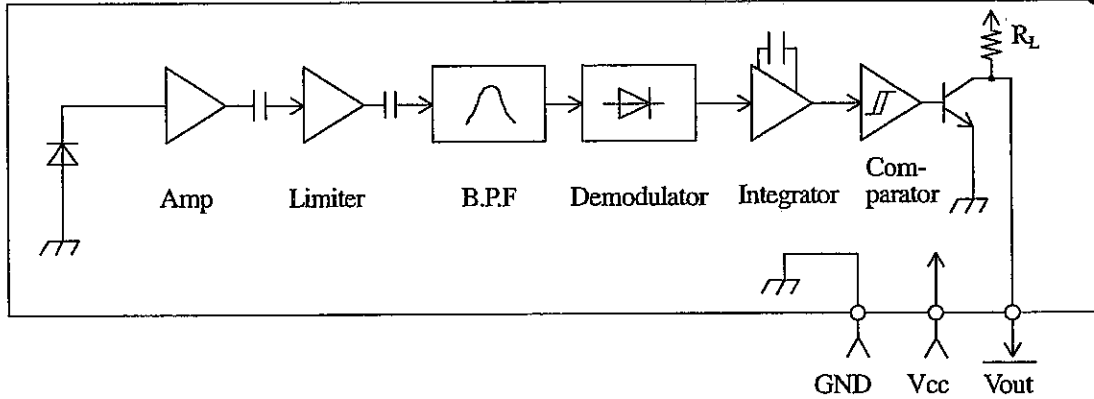 R_L
Amp
Limiter
B.P.F
Demodulator
Integrator
Com-
parator
GND
Vcc
Vout